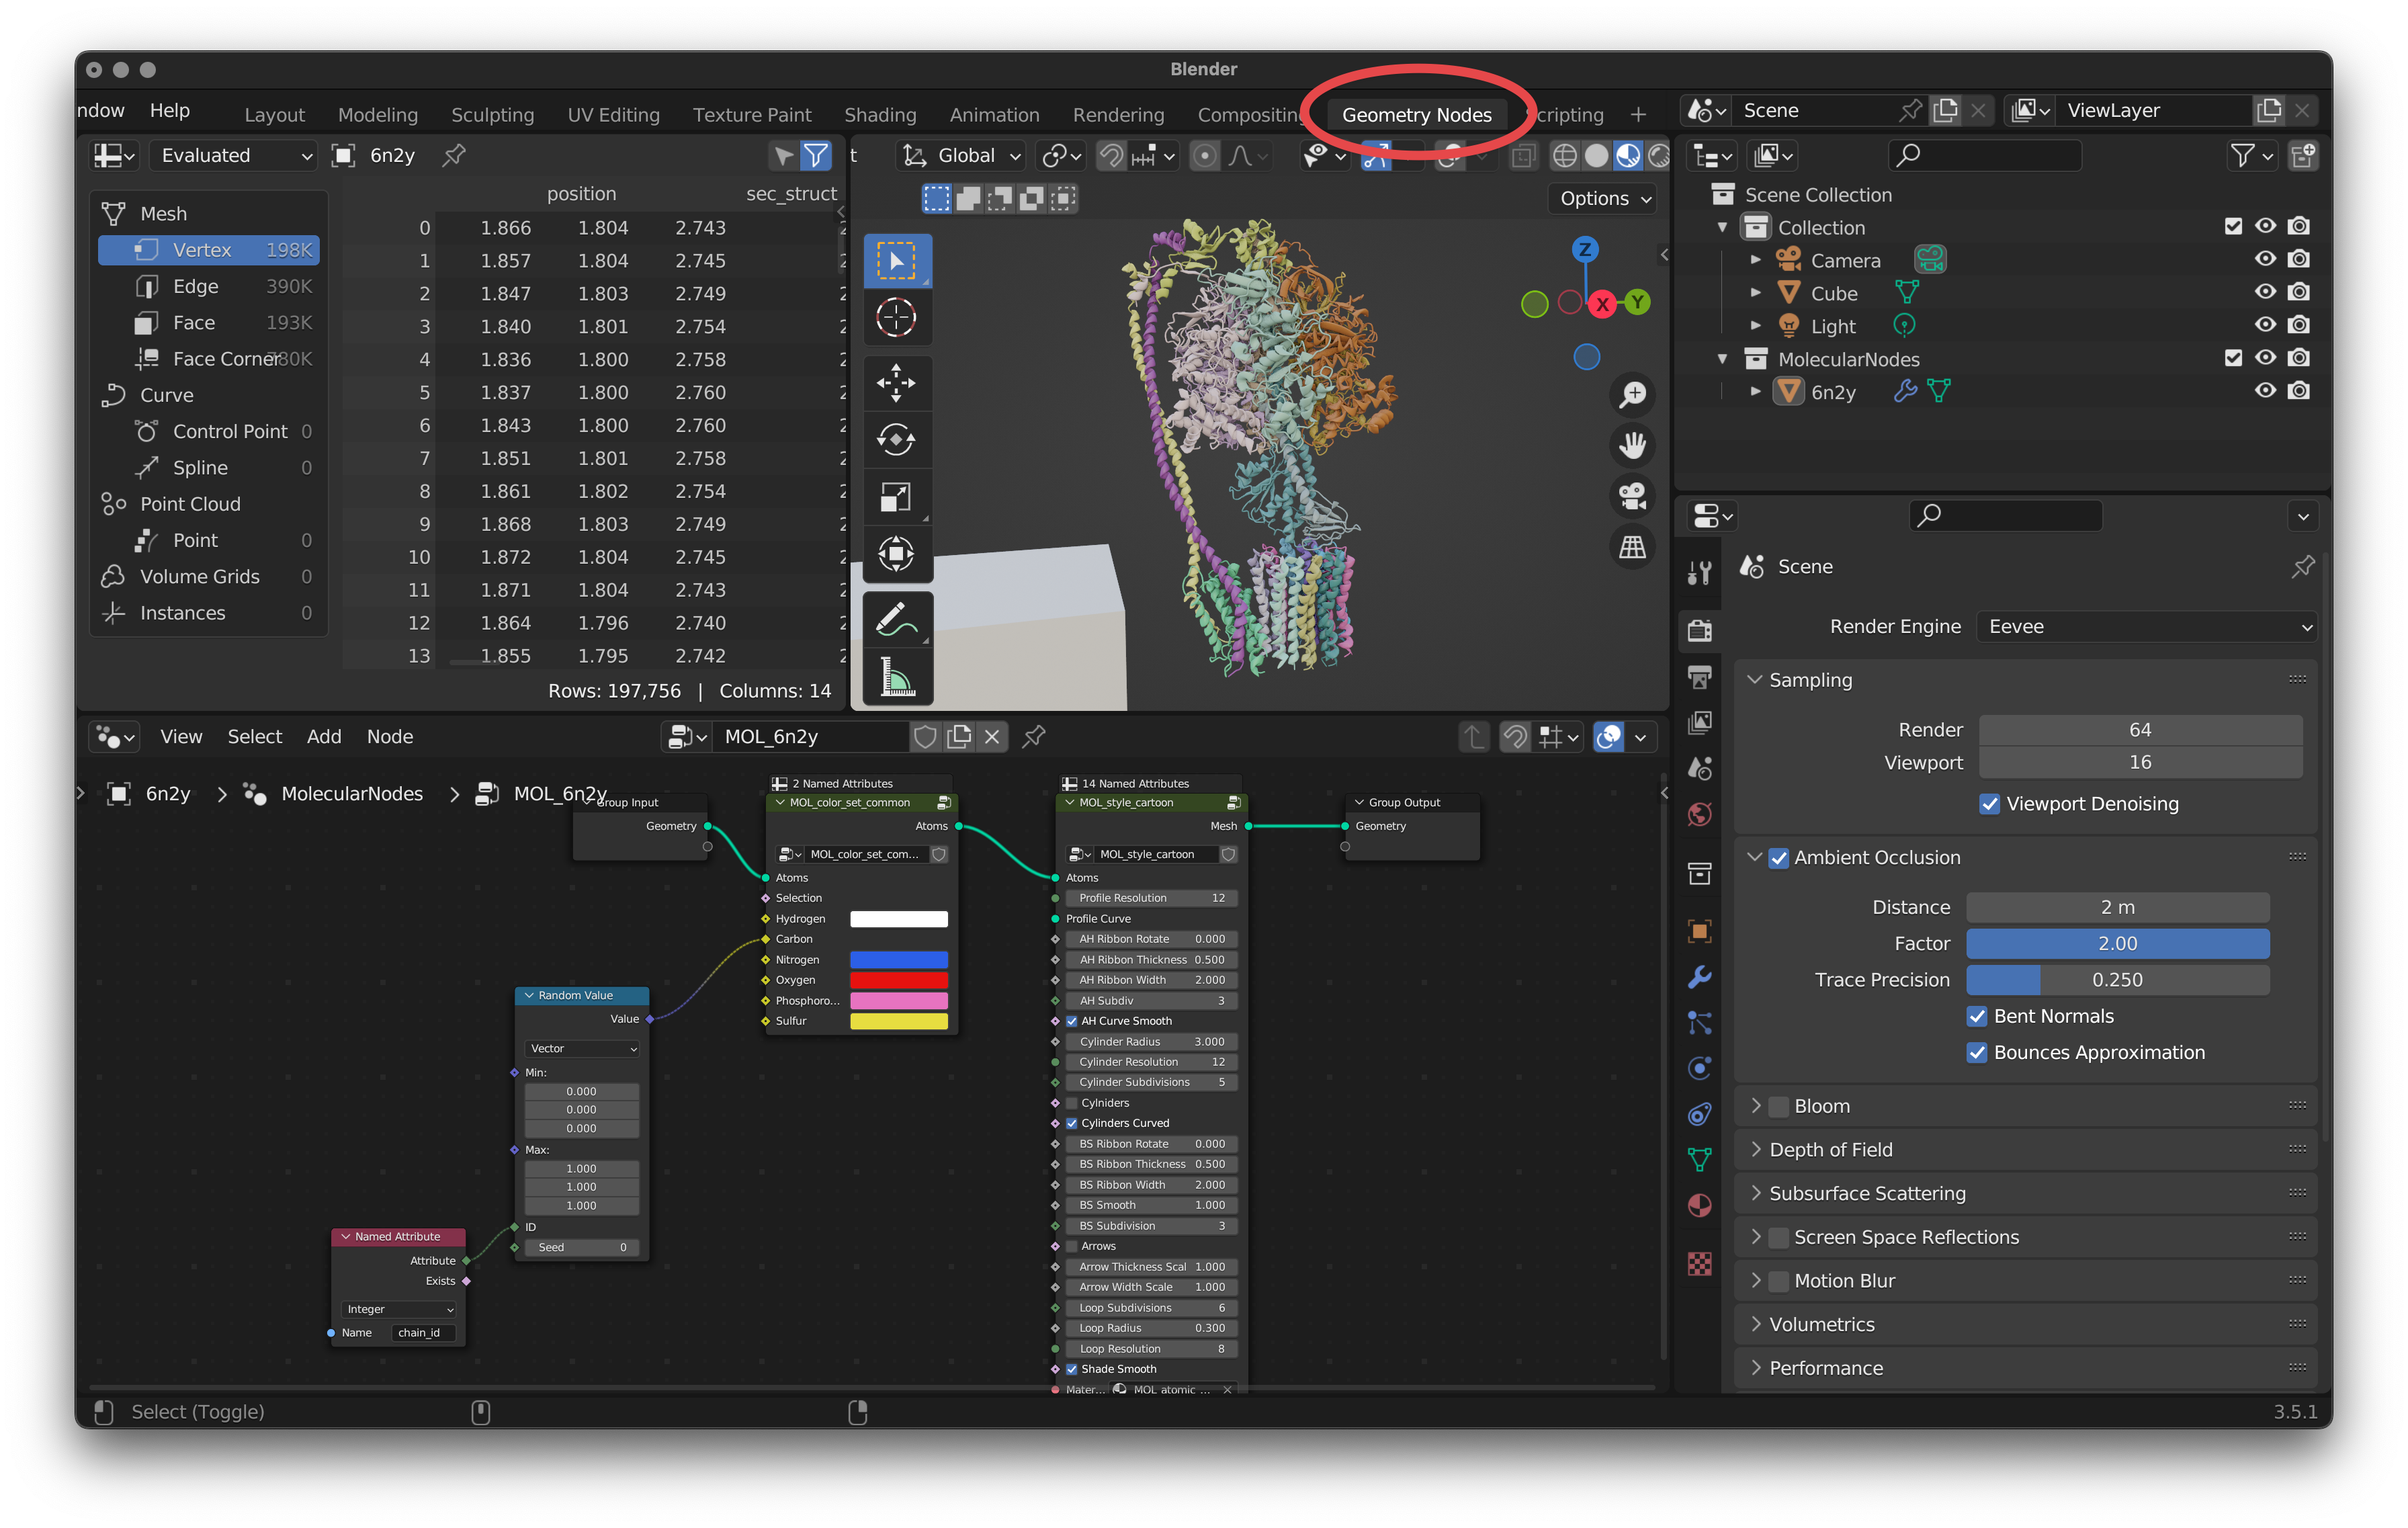 Blender
ndow Help Layout Modeling Sculpting UV Editing Texture Paint Shading Animation Rendering Compositing Geometry Nodes cripting + Scene ViewLayer
Evaluated 6n2y
position sec_struct
Mesh
Vertex 198K
Edge 390K
Face 193K
Face Corner 780K
Curve
Control Point 0
Spline 0
Point Cloud
Point 0
Volume Grids 0
Instances 0
0 1.866 1.804 2.743 2
1 1.857 1.804 2.745 2
2 1.847 1.803 2.749 2
3 1.840 1.801 2.754 2
4 1.836 1.800 2.758 2
5 1.837 1.800 2.760 2
6 1.843 1.800 2.760 2
7 1.851 1.801 2.758 2
8 1.861 1.802 2.754 2
9 1.868 1.803 2.749 2
10 1.872 1.804 2.745 2
11 1.871 1.804 2.743 2
12 1.864 1.796 2.740 2
13 1.855 1.795 2.742 2
Rows: 197,756 | Columns: 14
t Global
Options
Z
X
Y
Scene Collection
Collection
Camera
Cube
Light
MolecularNodes
6n2y
View Select Add Node MOL_6n2y
6n2y > MolecularNodes > MOL_6n2y
Group Input
Geometry
2 Named Attributes
MOL_color_set_common
Atoms
MOL_color_set_com...
Atoms
Selection
Hydrogen
Carbon
Nitrogen
Oxygen
Phosphoro...
Sulfur
14 Named Attributes
MOL_style_cartoon
Mesh
MOL_style_cartoon
Atoms
Profile Resolution 12
Profile Curve
AH Ribbon Rotate 0.000
AH Ribbon Thickness 0.500
AH Ribbon Width 2.000
AH Subdiv 3
AH Curve Smooth
Cylinder Radius 3.000
Cylinder Resolution 12
Cylinder Subdivisions 5
Cylniders
Cylinders Curved
BS Ribbon Rotate 0.000
BS Ribbon Thickness 0.500
BS Ribbon Width 2.000
BS Smooth 1.000
BS Subdivision 3
Arrows
Arrow Thickness Scal 1.000
Arrow Width Scale 1.000
Loop Subdivisions 6
Loop Radius 0.300
Loop Resolution 8
Shade Smooth
Mater... MOL_atomic ...
Group Output
Geometry
Random Value
Value
Vector
Min:
0.000
0.000
0.000
Max:
1.000
1.000
1.000
ID
Seed 0
Named Attribute
Attribute
Exists
Integer
Name chain_id
Scene
Render Engine Eevee
Sampling
Render 64
Viewport 16
Viewport Denoising
Ambient Occlusion
Distance 2 m
Factor 2.00
Trace Precision 0.250
Bent Normals
Bounces Approximation
Bloom
Depth of Field
Subsurface Scattering
Screen Space Reflections
Motion Blur
Volumetrics
Performance
Select (Toggle)
3.5.1